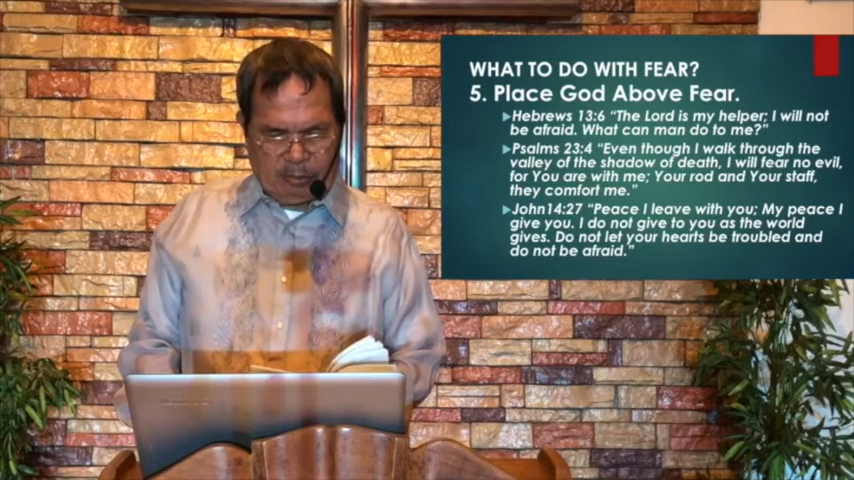 WHAT TO DO WITH FEAR?
5. Place God Above Fear.
Hebrews 13:6 “The Lord is my helper; I will not
be afraid. What can man do to me?”
Psalms 23:4 “Even though I walk through the
valley of the shadow of death, I will fear no evil,
for You are with me; Your rod and Your staff,
they comfort me.”
John14:27 “Peace I leave with you; My peace I
give you. I do not give to you as the world
gives. Do not let your hearts be troubled and
do not be afraid.”